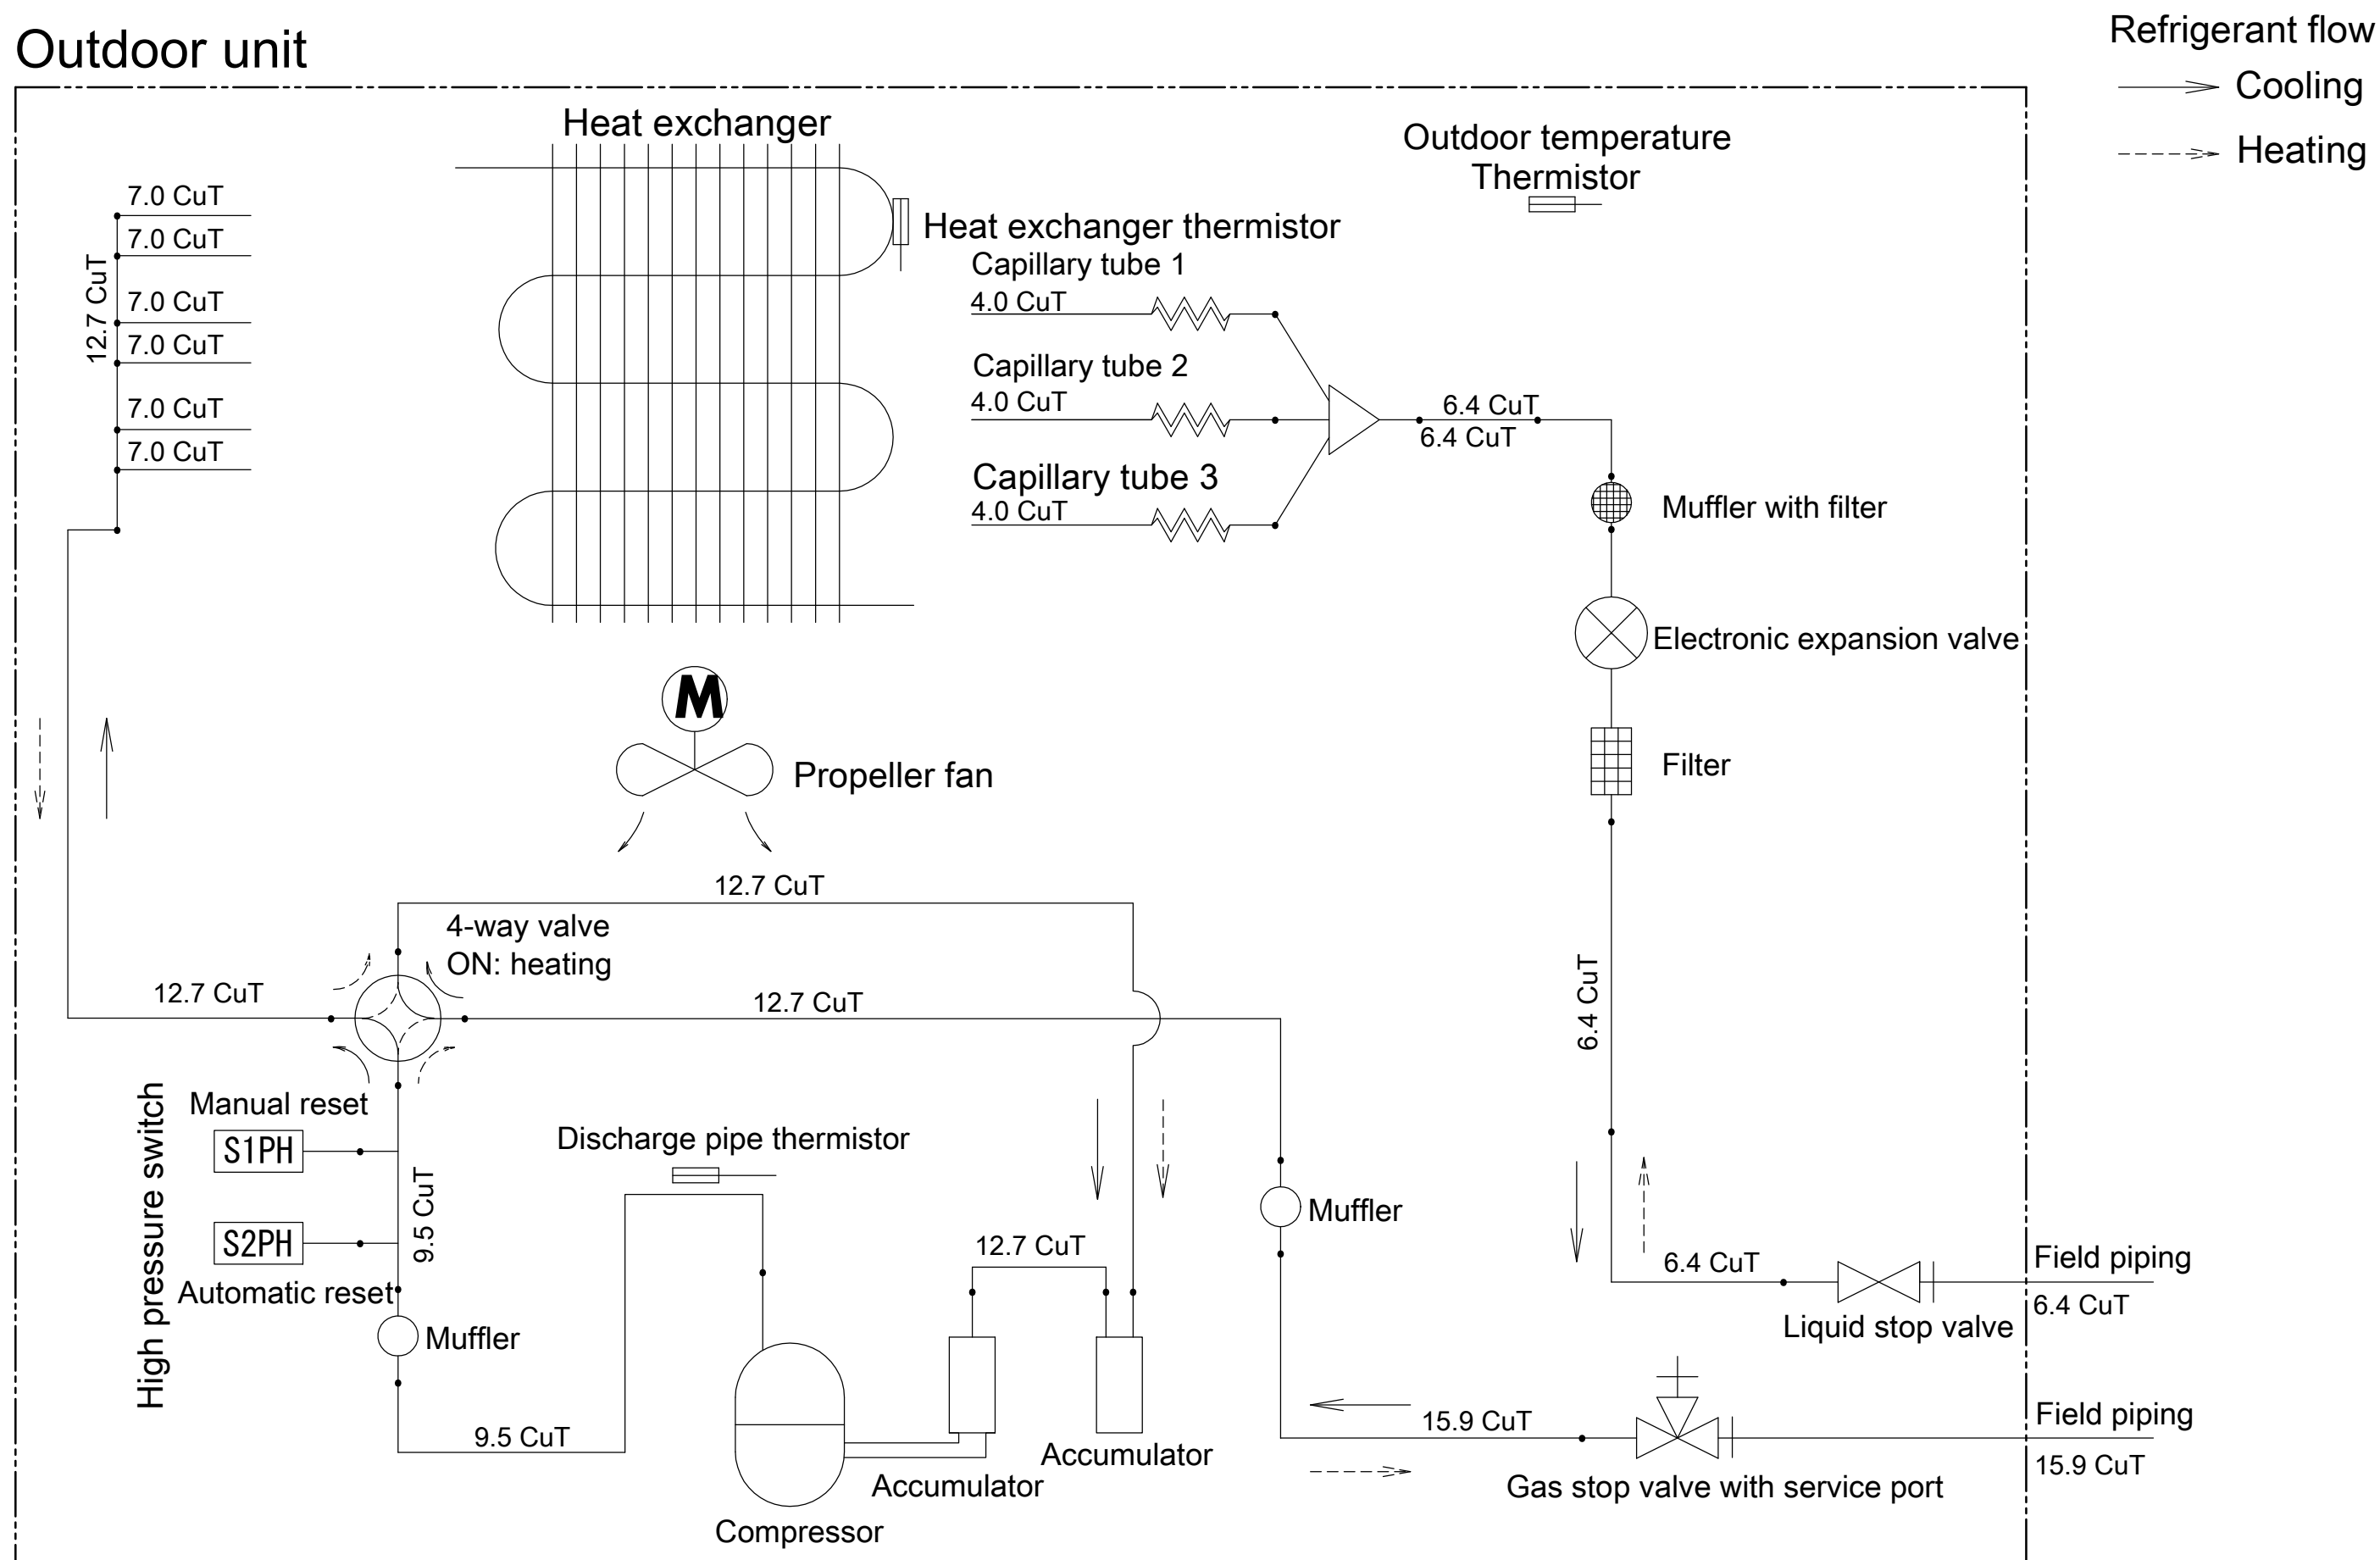 Outdoor unit
Refrigerant flow
Cooling
Heating
Heat exchanger
Outdoor temperature
Thermistor
7.0 CuT
7.0 CuT
7.0 CuT
7.0 CuT
7.0 CuT
7.0 CuT
12.7 CuT
Heat exchanger thermistor
Capillary tube 1
4.0 CuT
Capillary tube 2
4.0 CuT
Capillary tube 3
4.0 CuT
6.4 CuT
6.4 CuT
Muffler with filter
Electronic expansion valve
Filter
M
Propeller fan
12.7 CuT
4-way valve
ON: heating
12.7 CuT
12.7 CuT
6.4 CuT
High pressure switch
Manual reset
S1PH
S2PH
Automatic reset
9.5 CuT
Muffler
9.5 CuT
Discharge pipe thermistor
12.7 CuT
Muffler
Accumulator
Accumulator
Compressor
6.4 CuT
Liquid stop valve
Field piping
6.4 CuT
15.9 CuT
Gas stop valve with service port
Field piping
15.9 CuT